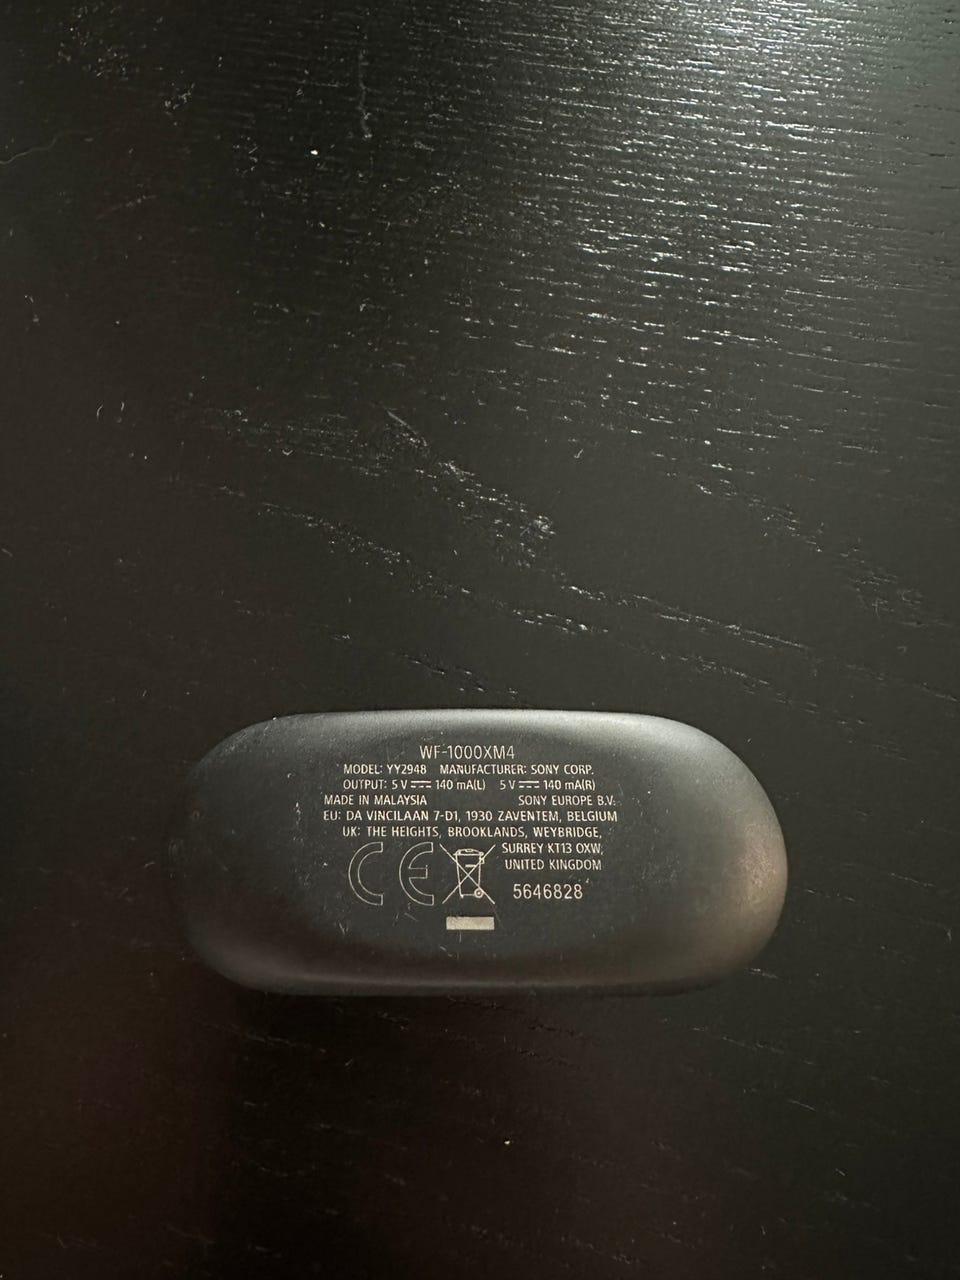 WF-1000XM4
MODEL: YY2948 MANUFACTURER: SONY CORP.
OUTPUT: 5 V ⎓ 140 mA(L) 5 V ⎓ 140 mA(R)
MADE IN MALAYSIA SONY EUROPE B.V.
EU: DA VINCILAAN 7-D1, 1930 ZAVENTEM, BELGIUM
UK: THE HEIGHTS, BROOKLANDS, WEYBRIDGE,
SURREY KT13 0XW,
UNITED KINGDOM
CE
5646828